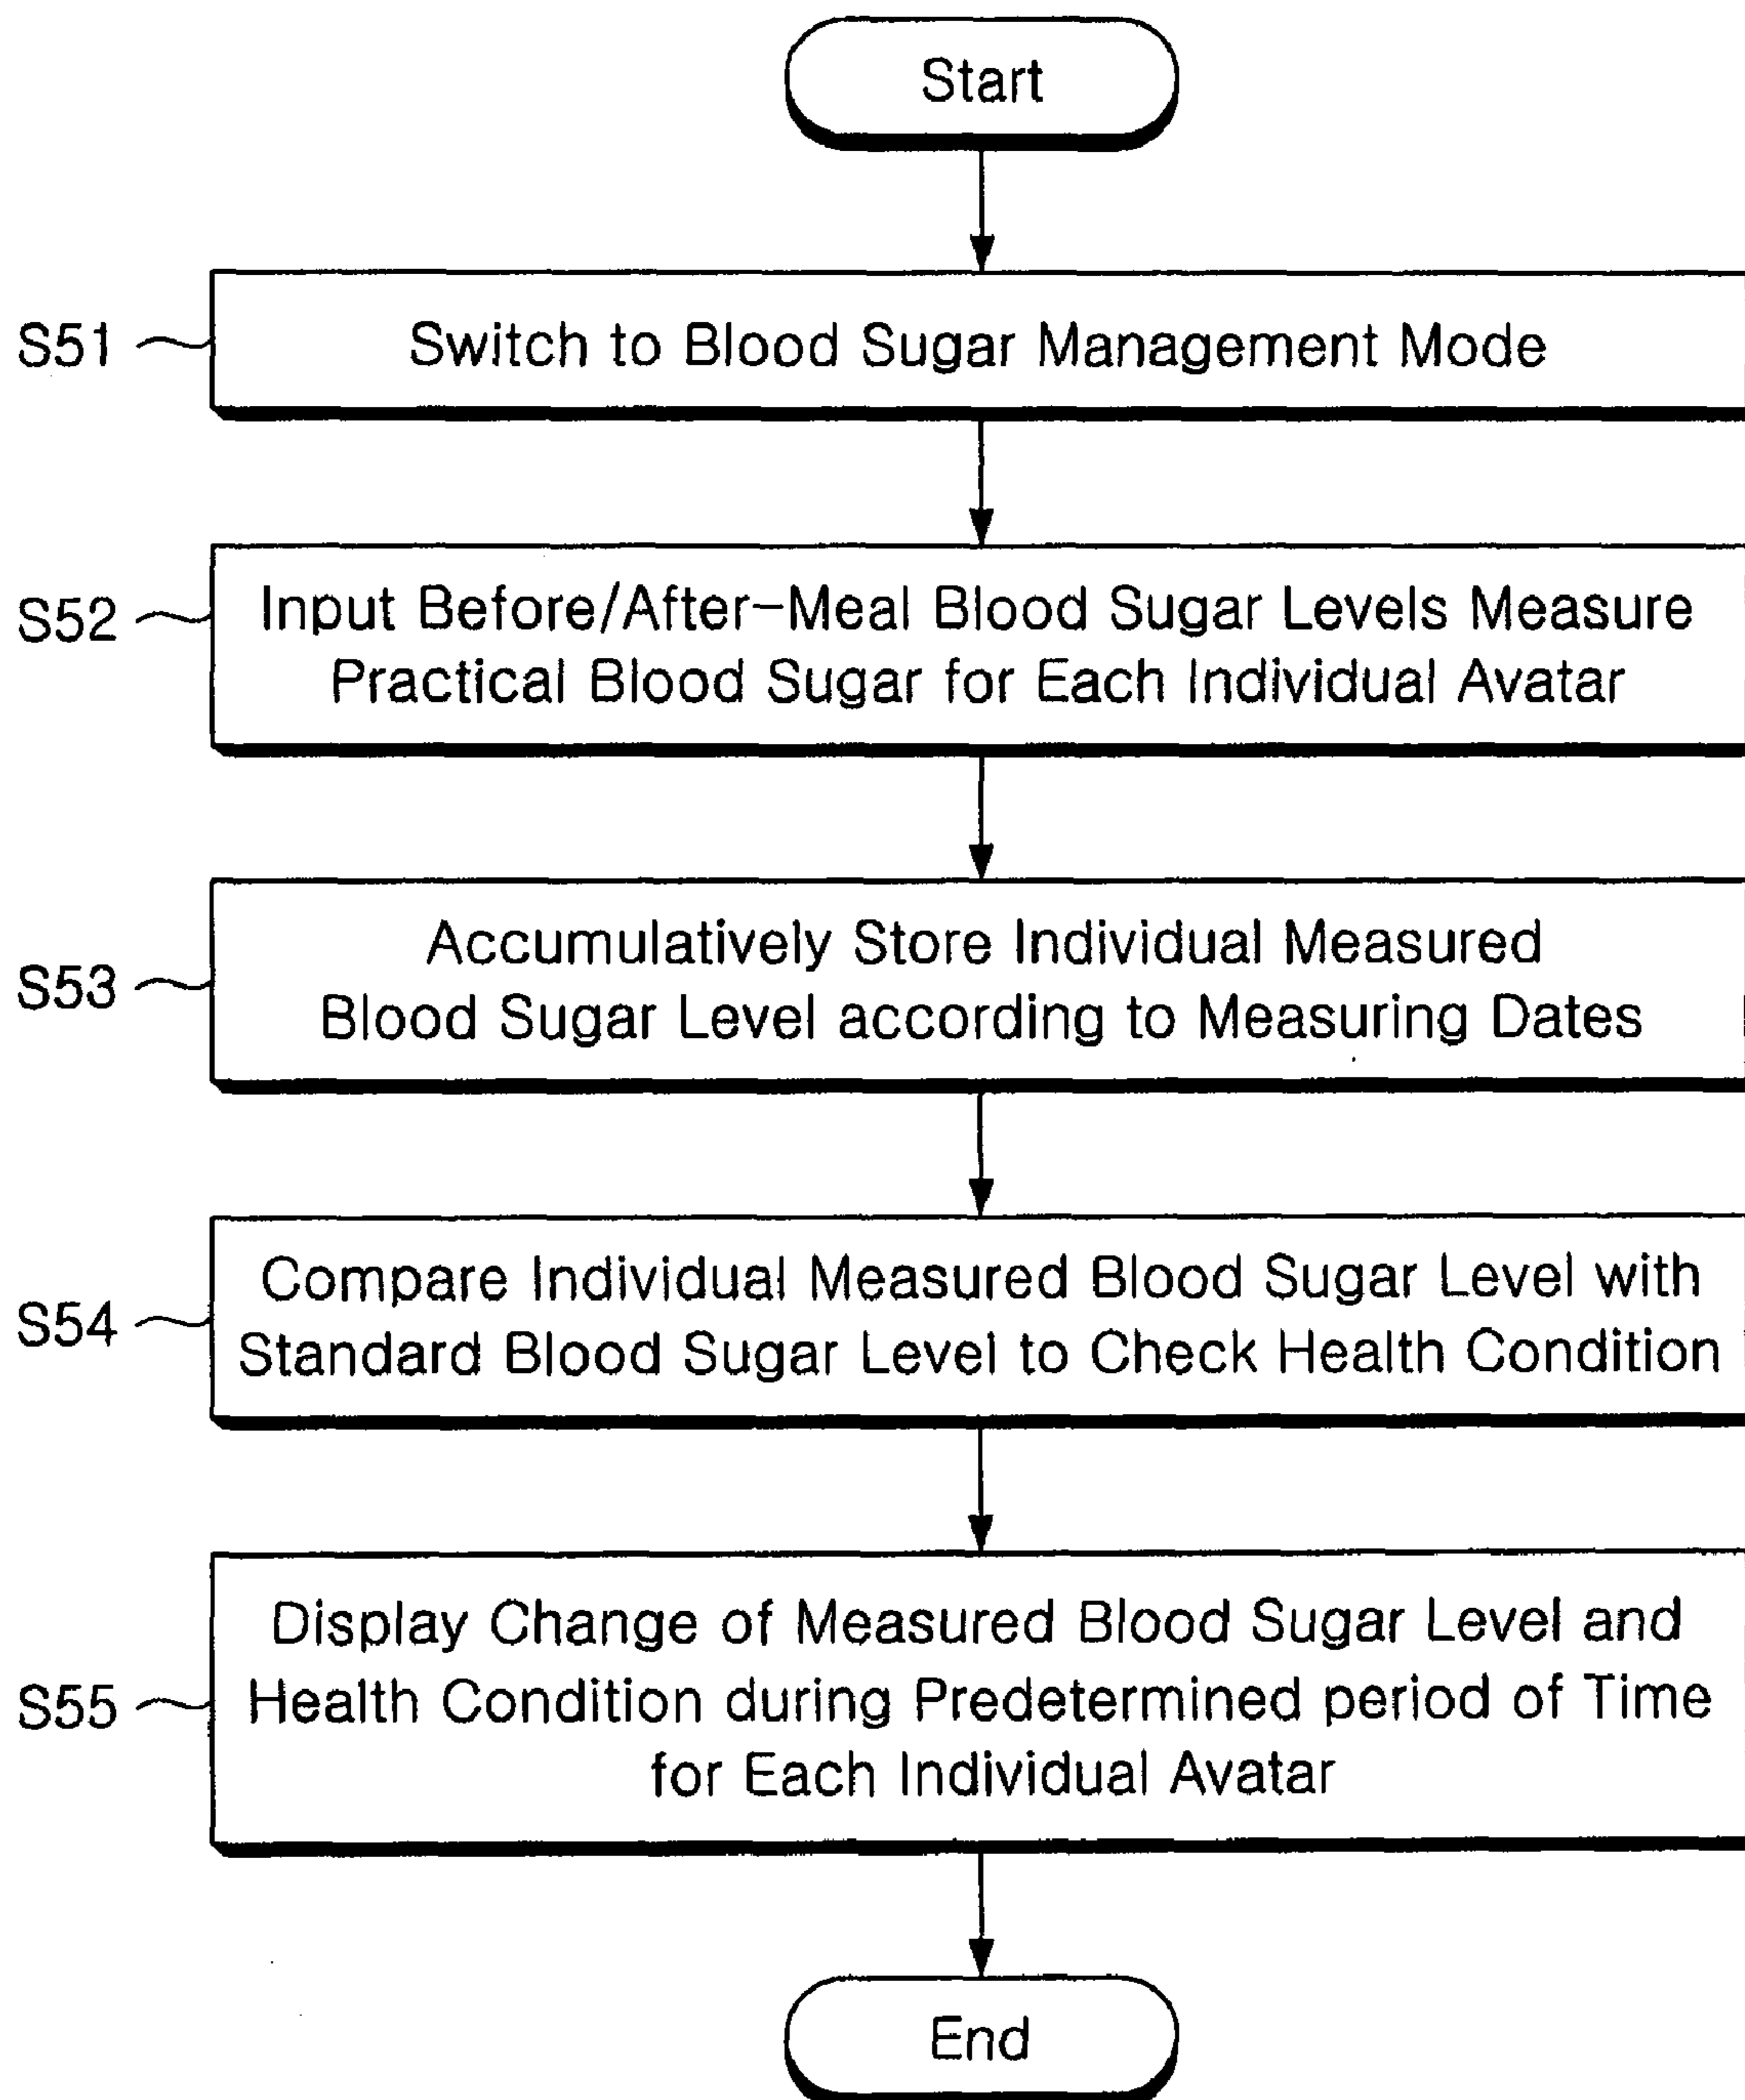 Start
S51
Switch to Blood Sugar Management Mode
S52
Input Before/After-Meal Blood Sugar Levels Measure
Practical Blood Sugar for Each Individual Avatar
S53
Accumulatively Store Individual Measured
Blood Sugar Level according to Measuring Dates
S54
Compare Individual Measured Blood Sugar Level with
Standard Blood Sugar Level to Check Health Condition
S55
Display Change of Measured Blood Sugar Level and
Health Condition during Predetermined period of Time
for Each Individual Avatar
End